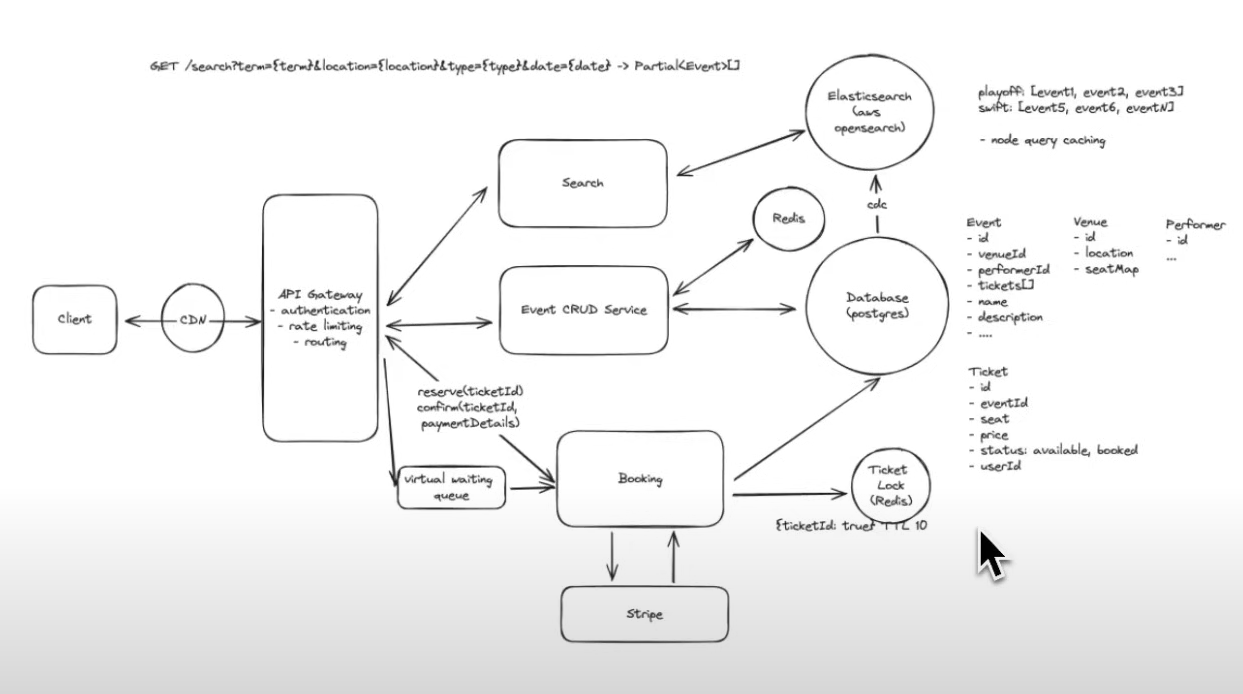 GET /search?term={term}&location={location}&type={type}&date={date} -> Partial<Event>[]
Elasticsearch
(aws
opensearch)
playoff: [event1, event2, event3]
swift: [event5, event6, eventN]
- node query caching
Search
cdc
Redis
Event
- id
- venueId
- performerId
- tickets[]
- name
- description
- ....
Venue
- id
- location
- seatMap
Performer
- id
...
Client
CDN
API Gateway
- authentication
- rate limiting
- routing
Event CRUD Service
Database
(postgres)
reserve(ticketId)
confirm(ticketId,
paymentDetails)
Ticket
- id
- eventId
- seat
- price
- status: available, booked
- userId
virtual waiting
queue
Booking
Ticket
Lock
(Redis)
{ticketId: true} TTL 10
Stripe